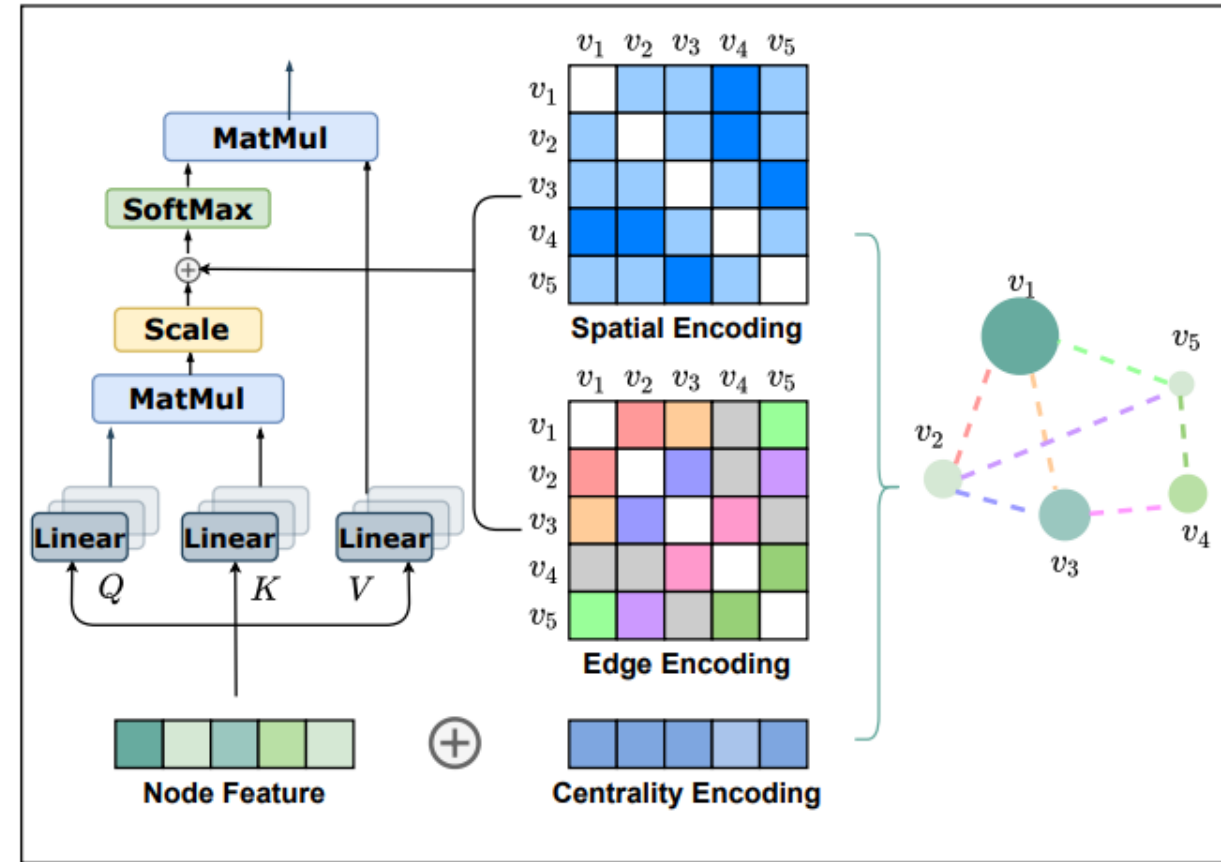 MatMul
SoftMax
Scale
MatMul
Linear Linear Linear
Q K V
Node Feature
v1 v2 v3 v4 v5
v1
v2
v3
v4
v5
Spatial Encoding
v1 v2 v3 v4 v5
v1
v2
v3
v4
v5
Edge Encoding
Centrality Encoding
v1
v5
v2
v4
v3